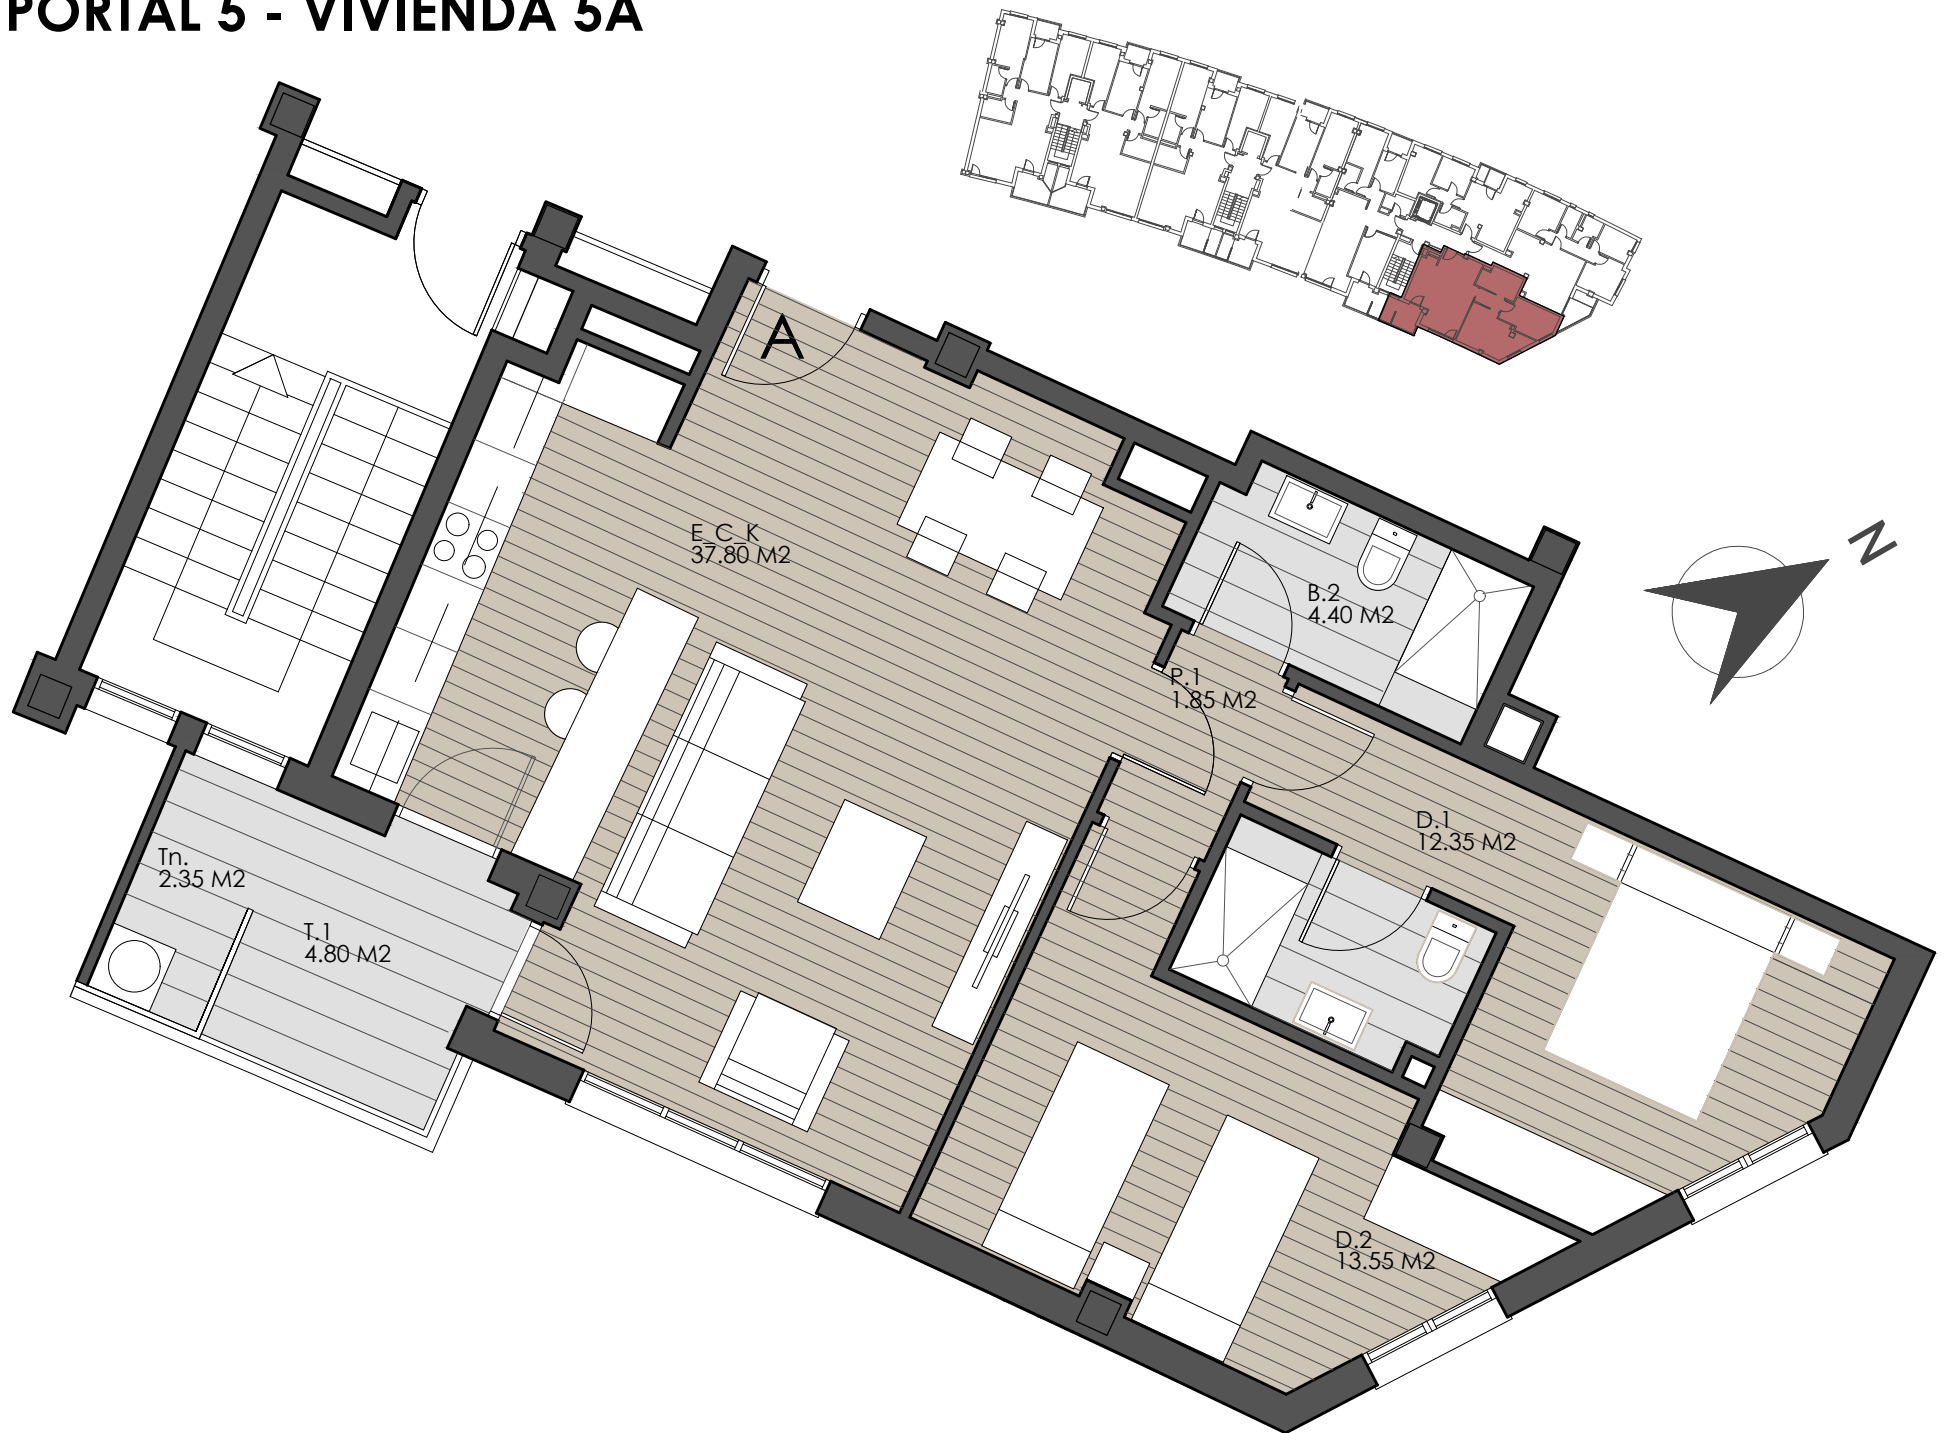 PORTAL 5 - VIVIENDA 5A
A
N
E_C_K
37.80 M2
B.2
4.40 M2
P.1
1.85 M2
D.1
12.35 M2
Tn.
2.35 M2
T.1
4.80 M2
D.2
13.55 M2